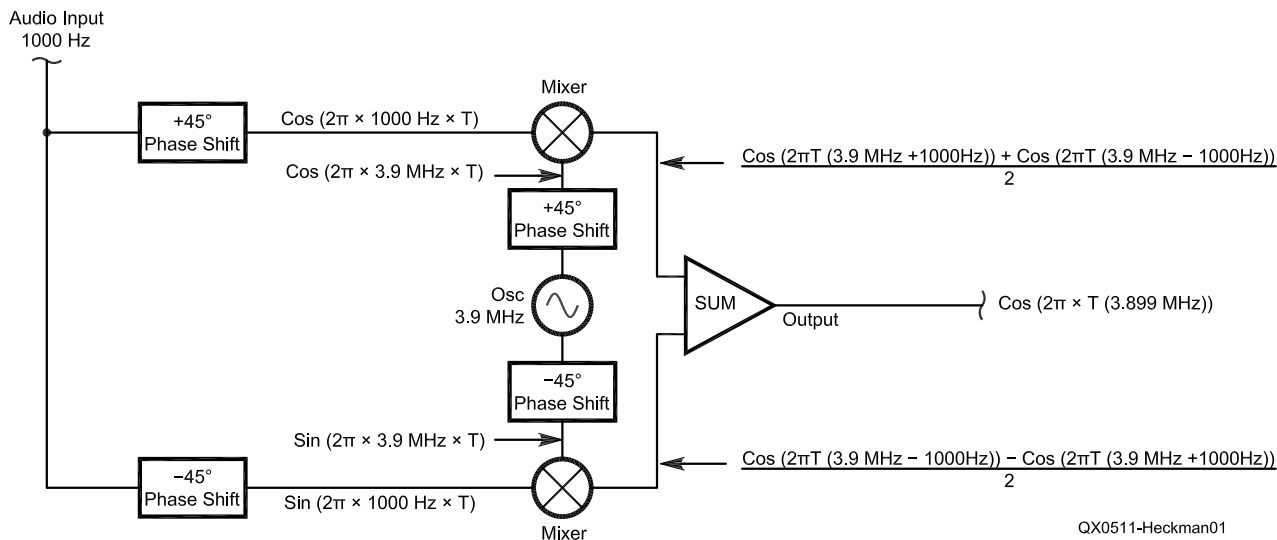 Audio Input
1000 Hz
Mixer
+45°
Phase Shift
Cos (2π × 1000 Hz × T)
Cos (2π × 3.9 MHz × T)
Cos (2πT (3.9 MHz +1000Hz)) + Cos (2πT (3.9 MHz − 1000Hz))
2
+45°
Phase Shift
Osc
3.9 MHz
SUM
Output
Cos (2π × T (3.899 MHz))
−45°
Phase Shift
Sin (2π × 3.9 MHz × T)
Cos (2πT (3.9 MHz − 1000Hz)) − Cos (2πT (3.9 MHz +1000Hz))
2
−45°
Phase Shift
Sin (2π × 1000 Hz × T)
Mixer
QX0511-Heckman01